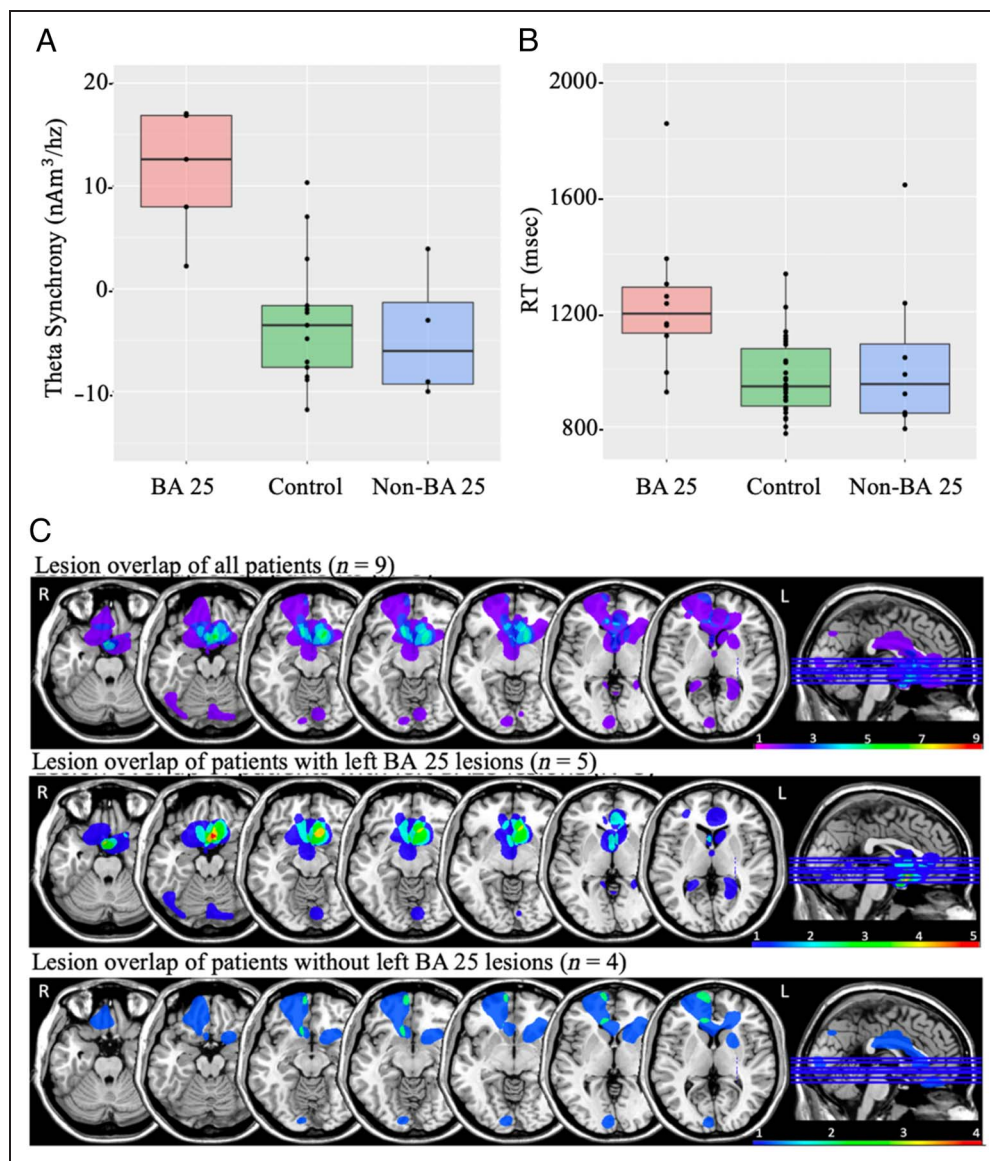 A
B
Theta Synchrony (nAm³/hz)
20
10
0
−10
BA 25 Control Non-BA 25
RT (msec)
2000
1600
1200
800
BA 25 Control Non-BA 25
C
Lesion overlap of all patients (n = 9)
R
L
1 3 5 7 9
Lesion overlap of patients with left BA 25 lesions (n = 5)
R
L
1 2 3 4 5
Lesion overlap of patients without left BA 25 lesions (n = 4)
R
L
1 2 3 4